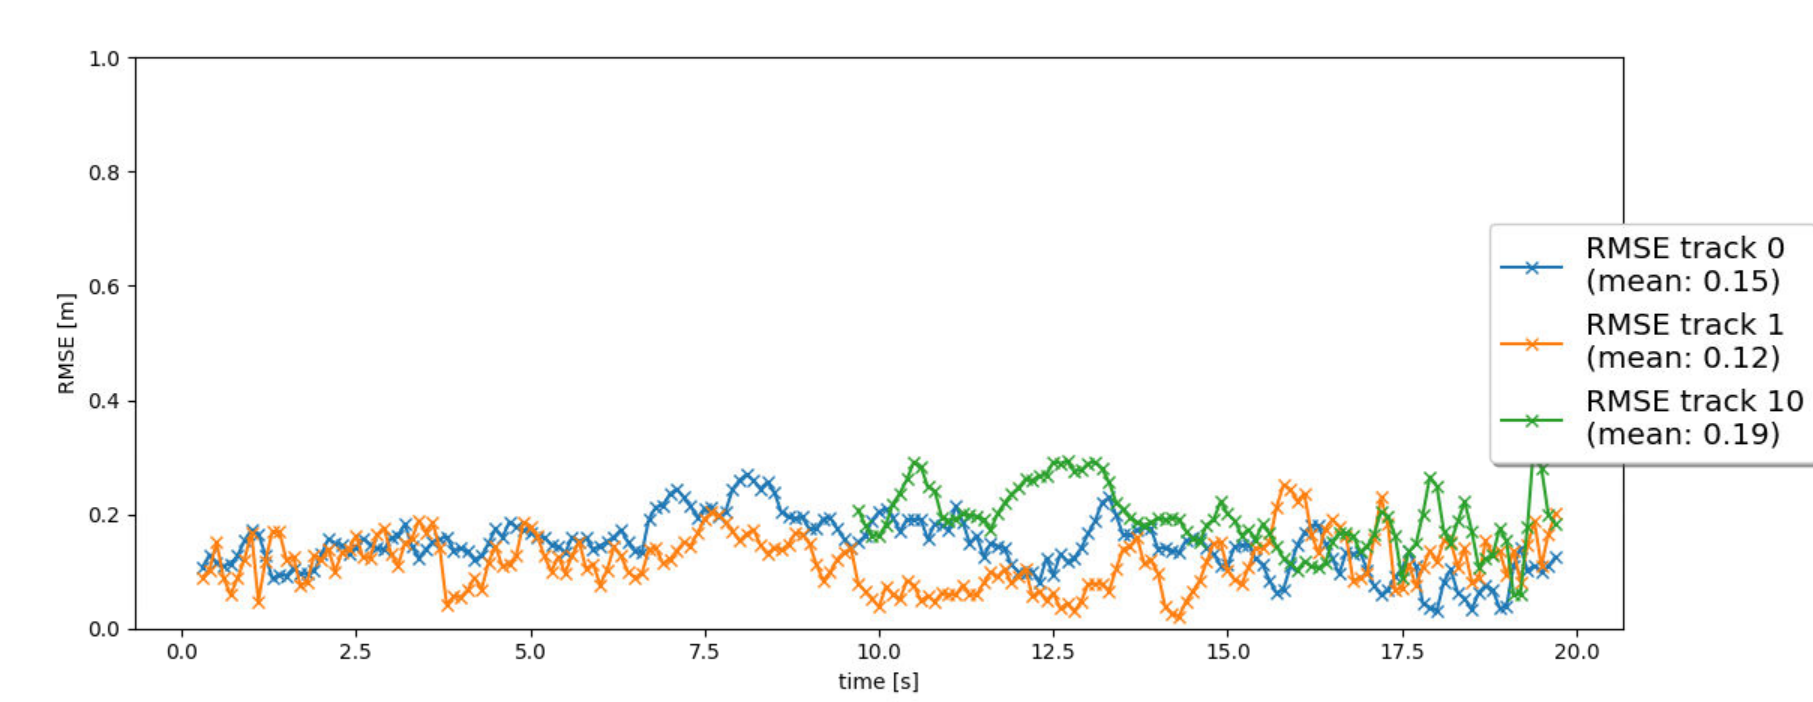 1.0
0.8
0.6
0.4
0.2
0.0
RMSE [m]
0.0 2.5 5.0 7.5 10.0 12.5 15.0 17.5 20.0
time [s]
RMSE track 0
(mean: 0.15)
RMSE track 1
(mean: 0.12)
RMSE track 10
(mean: 0.19)